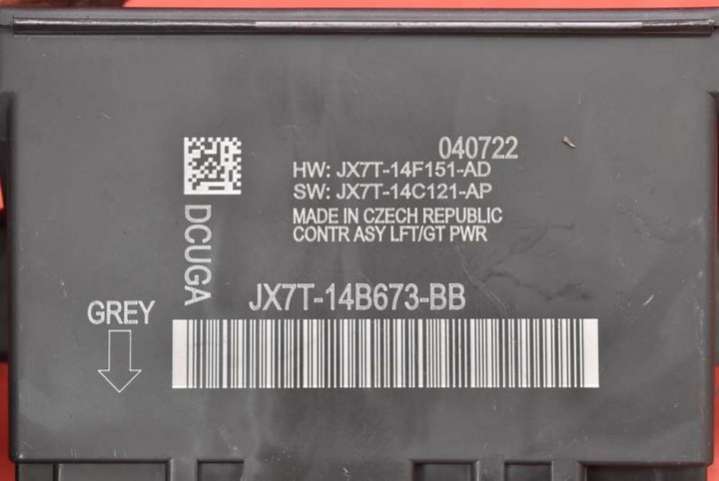 040722
HW: JX7T-14F151-AD
SW: JX7T-14C121-AP
MADE IN CZECH REPUBLIC
CONTR ASY LFT/GT PWR
DCUGA
JX7T-14B673-BB
GREY